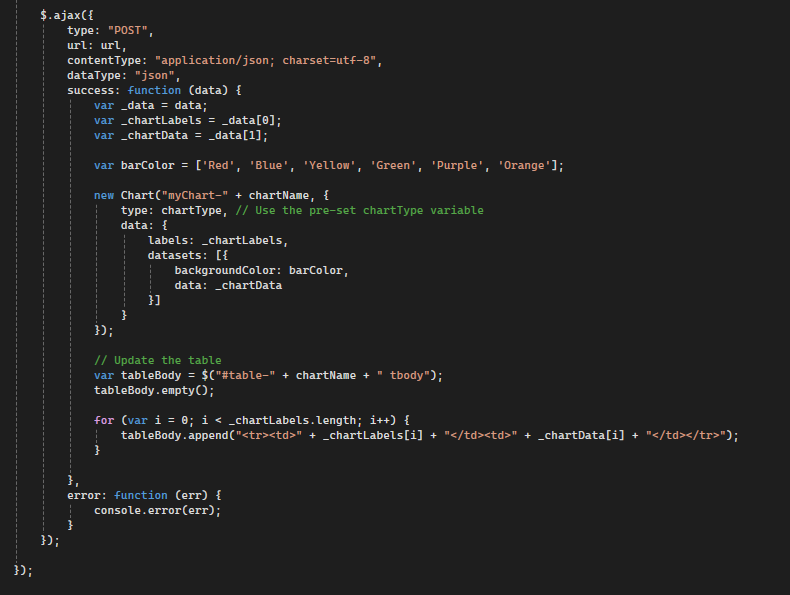 $.ajax({
type: "POST",
url: url,
contentType: "application/json; charset=utf-8",
dataType: "json",
success: function (data) {
var _data = data;
var _chartLabels = _data[0];
var _chartData = _data[1];
var barColor = ['Red', 'Blue', 'Yellow', 'Green', 'Purple', 'Orange'];
new Chart("myChart-" + chartName, {
type: chartType, // Use the pre-set chartType variable
data: {
labels: _chartLabels,
datasets: [{
backgroundColor: barColor,
data: _chartData
}]
}
});
// Update the table
var tableBody = $("#table-" + chartName + " tbody");
tableBody.empty();
for (var i = 0; i < _chartLabels.length; i++) {
tableBody.append("<tr><td>" + _chartLabels[i] + "</td><td>" + _chartData[i] + "</td></tr>");
}
},
error: function (err) {
console.error(err);
}
});
});